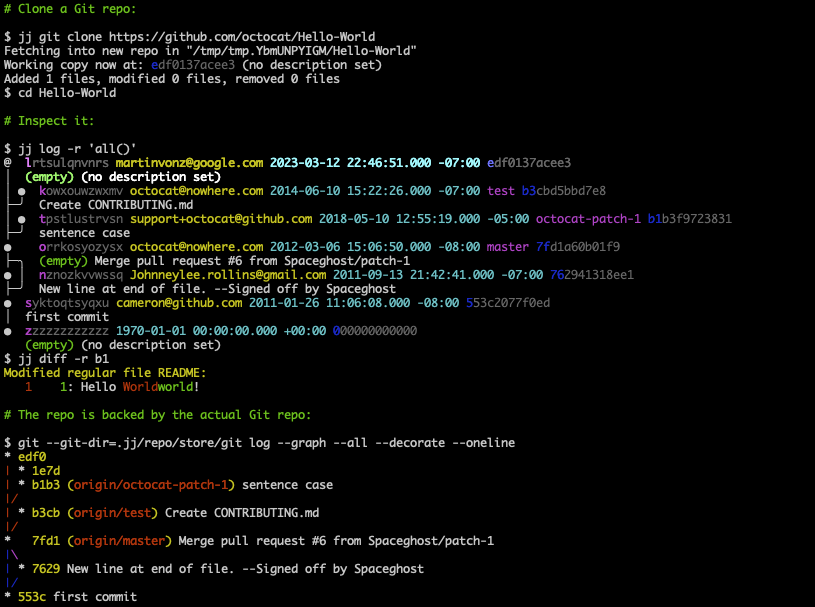 # Clone a Git repo:
$ jj git clone https://github.com/octocat/Hello-World
Fetching into new repo in "/tmp/tmp.YbmUNPYIGM/Hello-World"
Working copy now at: edf0137acee3 (no description set)
Added 1 files, modified 0 files, removed 0 files
$ cd Hello-World
# Inspect it:
$ jj log -r 'all()'
@ lrtsulqnvnrs martinvonz@google.com 2023-03-12 22:46:51.000 -07:00 edf0137acee3
(empty) (no description set)
kowxouwzwxmv octocat@nowhere.com 2014-06-10 15:22:26.000 -07:00 test b3cbd5bbd7e8
Create CONTRIBUTING.md
tpstlustrvsn support+octocat@github.com 2018-05-10 12:55:19.000 -05:00 octocat-patch-1 b1b3f9723831
sentence case
orrkosyozysx octocat@nowhere.com 2012-03-06 15:06:50.000 -08:00 master 7fd1a60b01f9
(empty) Merge pull request #6 from Spaceghost/patch-1
nznozkvvwssq Johnneylee.rollins@gmail.com 2011-09-13 21:42:41.000 -07:00 762941318ee1
New line at end of file. --Signed off by Spaceghost
syktoqtsyqxu cameron@github.com 2011-01-26 11:06:08.000 -08:00 553c2077f0ed
first commit
zzzzzzzzzzzz 1970-01-01 00:00:00.000 +00:00 000000000000
(empty) (no description set)
$ jj diff -r b1
Modified regular file README:
1 1: Hello Worldworld!
# The repo is backed by the actual Git repo:
$ git --git-dir=.jj/repo/store/git log --graph --all --decorate --oneline
* edf0
| * 1e7d
| * b1b3 (origin/octocat-patch-1) sentence case
|/
| * b3cb (origin/test) Create CONTRIBUTING.md
|/
* 7fd1 (origin/master) Merge pull request #6 from Spaceghost/patch-1
|\
| * 7629 New line at end of file. --Signed off by Spaceghost
|/
* 553c first commit